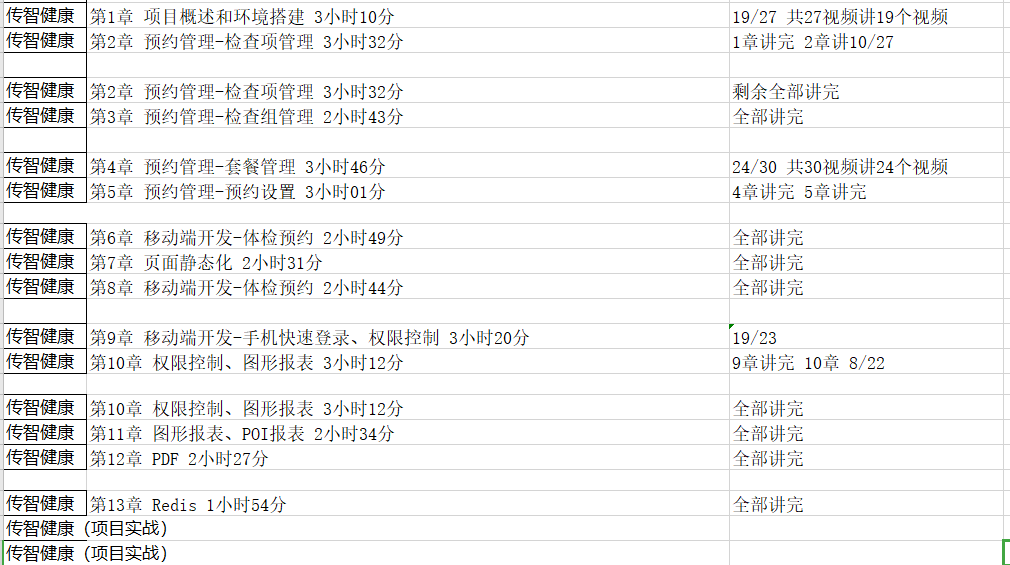 传智健康 第1章 项目概述和环境搭建 3小时10分 19/27 共27视频讲19个视频
传智健康 第2章 预约管理-检查项管理 3小时32分 1章讲完 2章讲10/27
传智健康 第2章 预约管理-检查项管理 3小时32分 剩余全部讲完
传智健康 第3章 预约管理-检查组管理 2小时43分 全部讲完
传智健康 第4章 预约管理-套餐管理 3小时46分 24/30 共30视频讲24个视频
传智健康 第5章 预约管理-预约设置 3小时01分 4章讲完 5章讲完
传智健康 第6章 移动端开发-体检预约 2小时49分 全部讲完
传智健康 第7章 页面静态化 2小时31分 全部讲完
传智健康 第8章 移动端开发-体检预约 2小时44分 全部讲完
传智健康 第9章 移动端开发-手机快速登录、权限控制 3小时20分 19/23
传智健康 第10章 权限控制、图形报表 3小时12分 9章讲完 10章 8/22
传智健康 第10章 权限控制、图形报表 3小时12分 全部讲完
传智健康 第11章 图形报表、POI报表 2小时34分 全部讲完
传智健康 第12章 PDF 2小时27分 全部讲完
传智健康 第13章 Redis 1小时54分 全部讲完
传智健康（项目实战）
传智健康（项目实战）